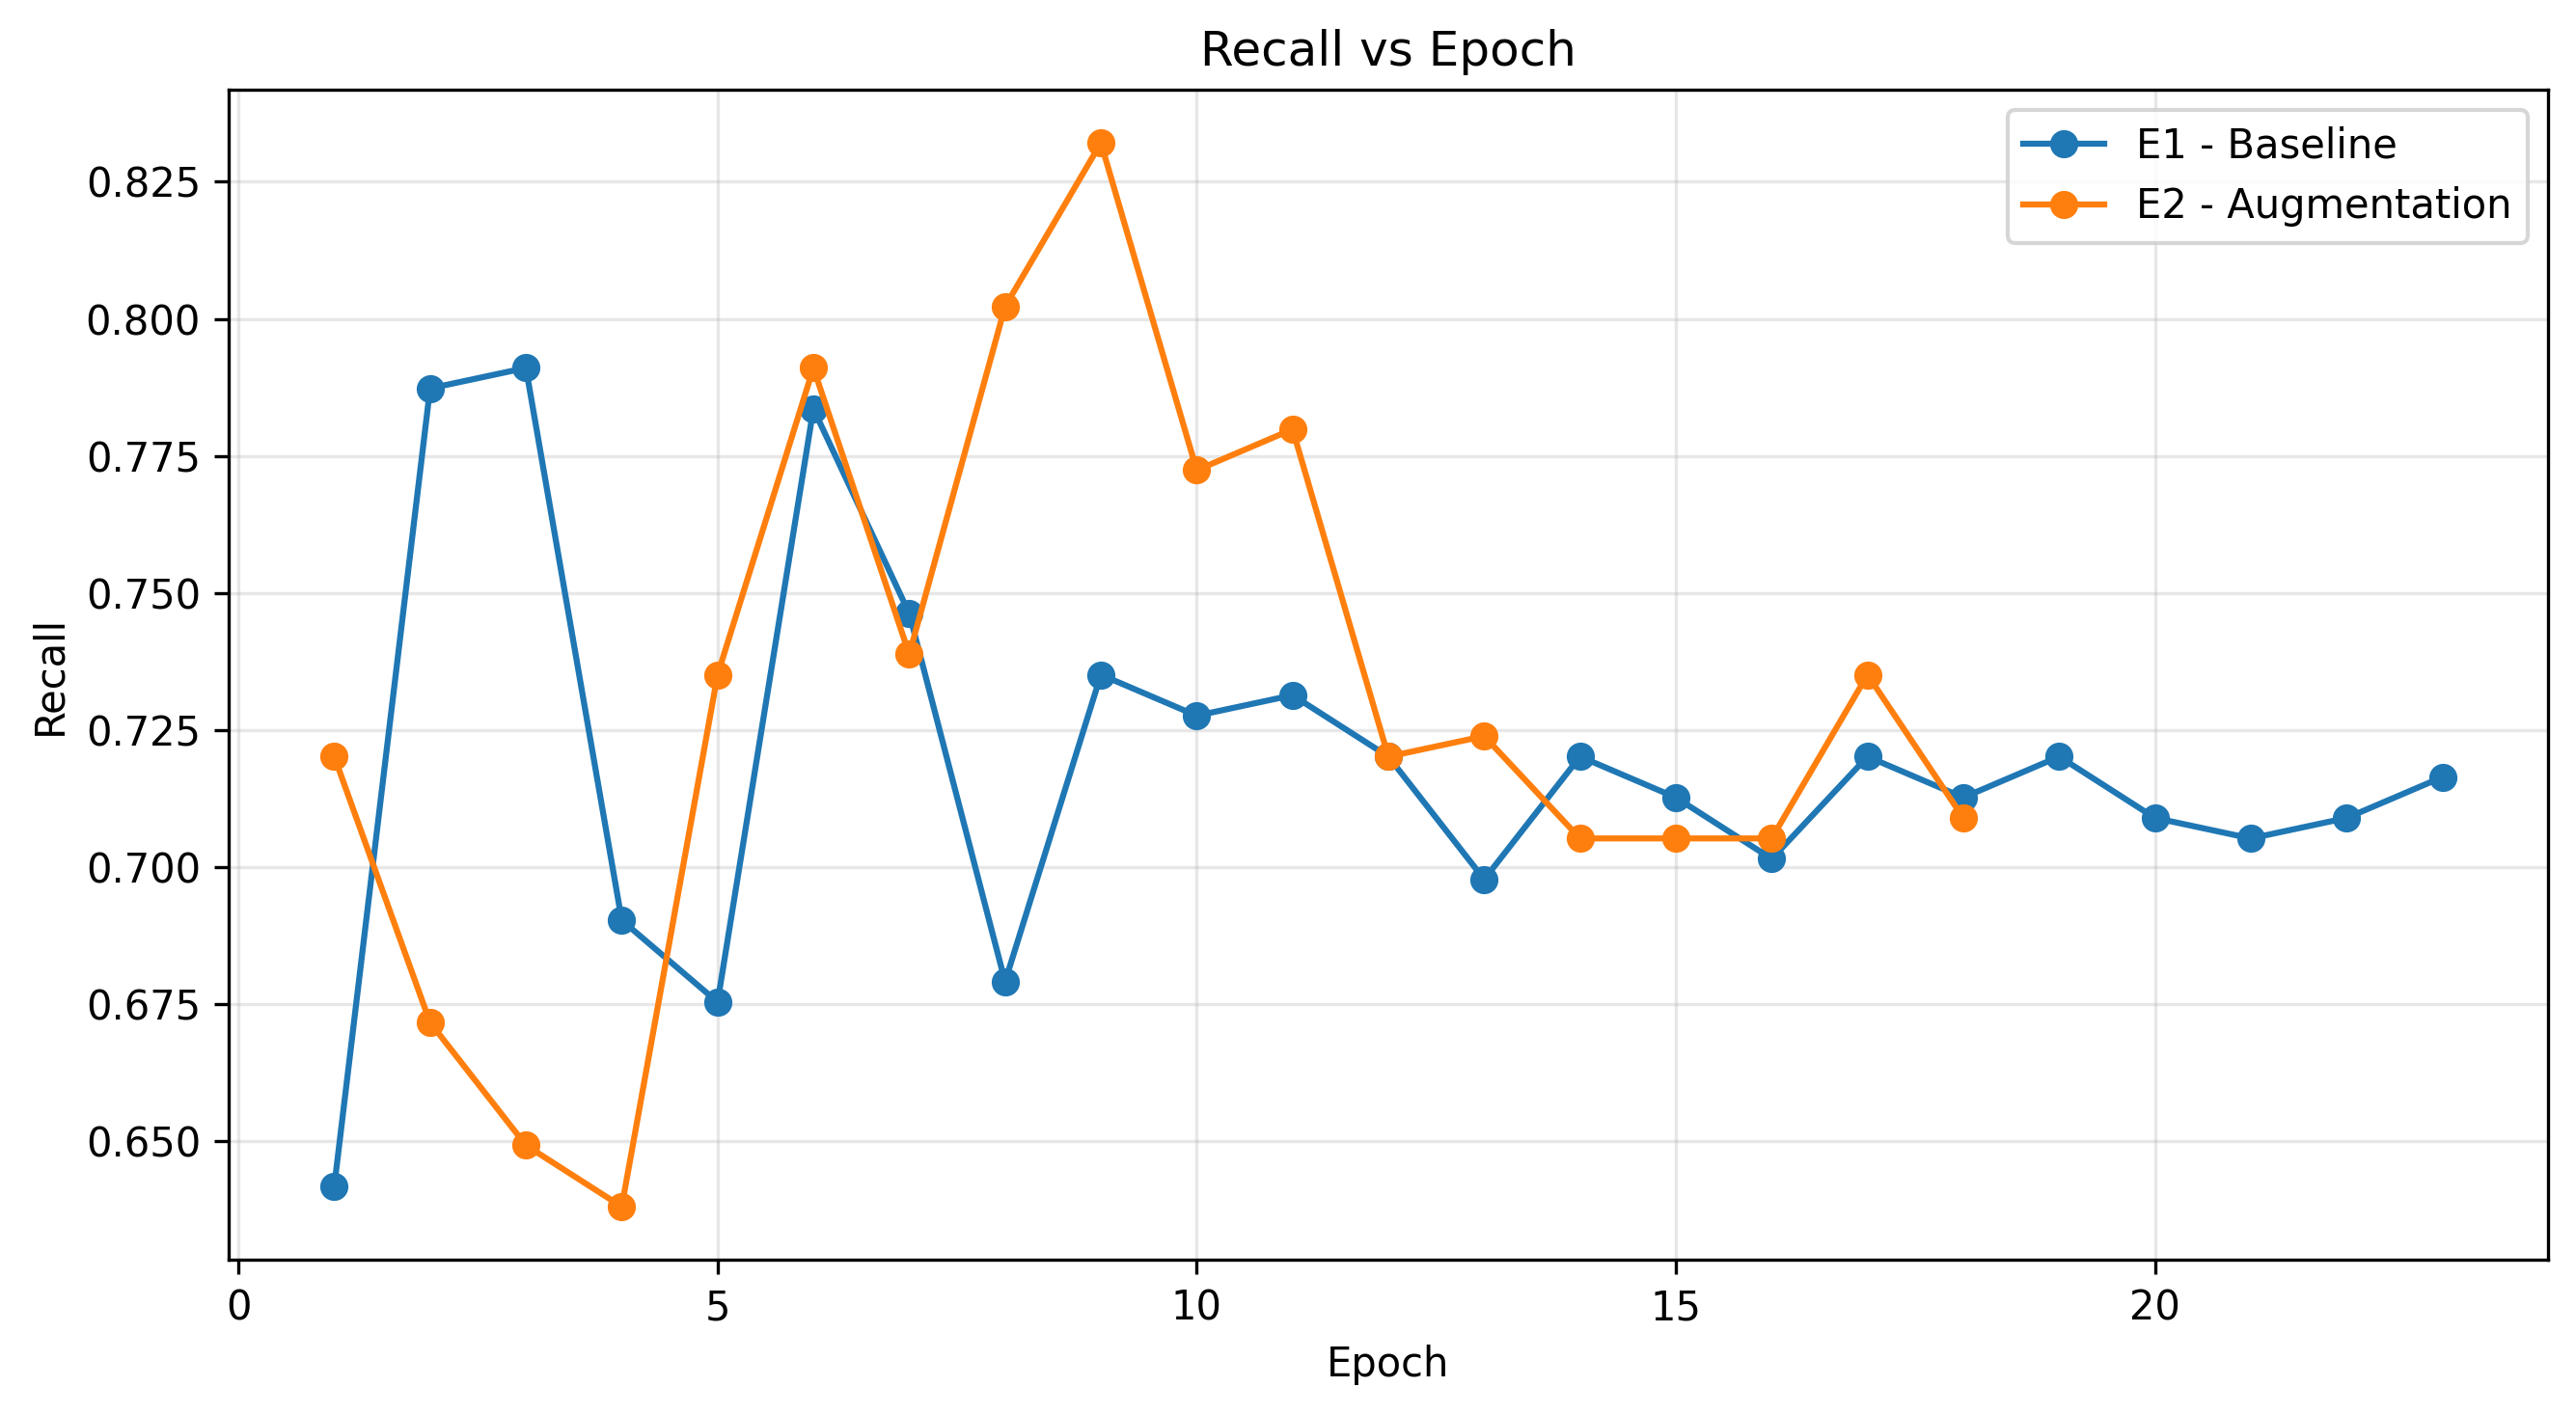 Recall vs Epoch
E1 - Baseline
E2 - Augmentation
0.825
0.800
0.775
0.750
0.725
0.700
0.675
0.650
Recall
0 5 10 15 20
Epoch